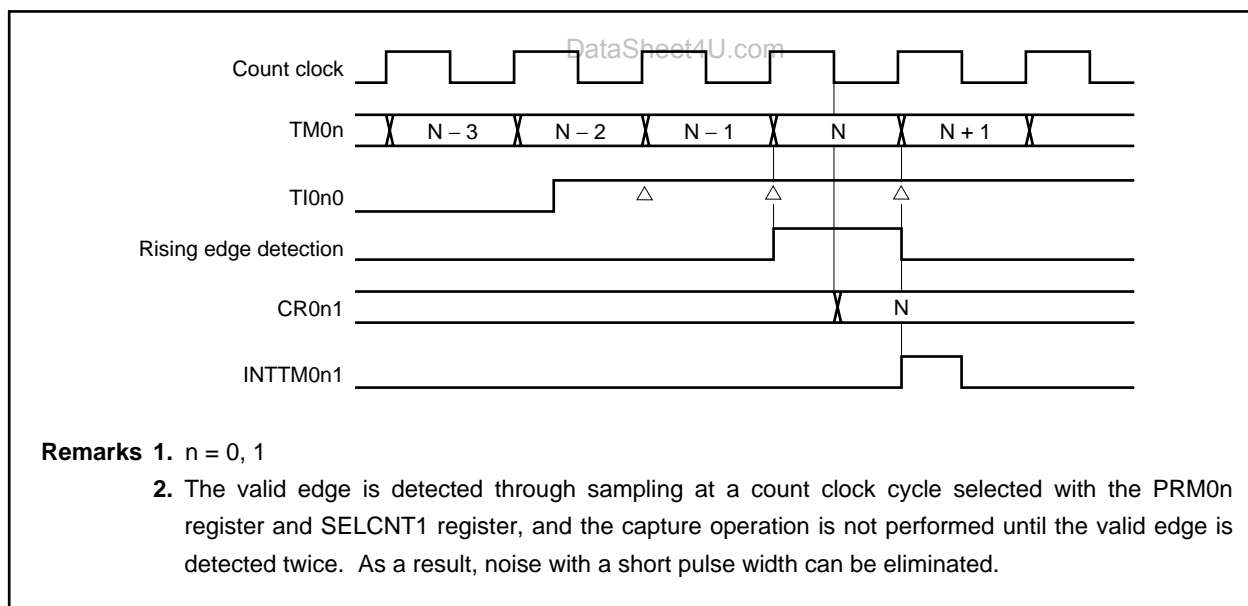 DataSheet4U.com
Count clock
TM0n N – 3 N – 2 N – 1 N N + 1
TI0n0
Rising edge detection
CR0n1 N
INTTM0n1
Remarks 1. n = 0, 1
2. The valid edge is detected through sampling at a count clock cycle selected with the PRM0n
register and SELCNT1 register, and the capture operation is not performed until the valid edge is
detected twice. As a result, noise with a short pulse width can be eliminated.